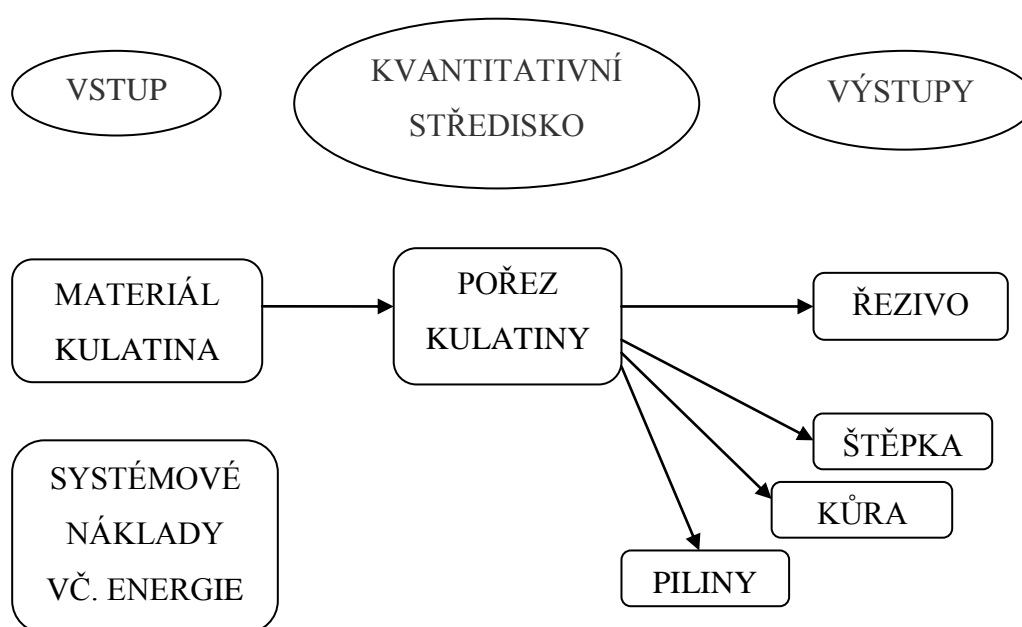 VSTUP
KVANTITATIVNÍ
STŘEDISKO
VÝSTUPY
MATERIÁL
KULATINA
POŘEZ
KULATINY
ŘEZIVO
ŠTĚPKA
KŮRA
PILINY
SYSTÉMOVÉ
NÁKLADY
VČ. ENERGIE